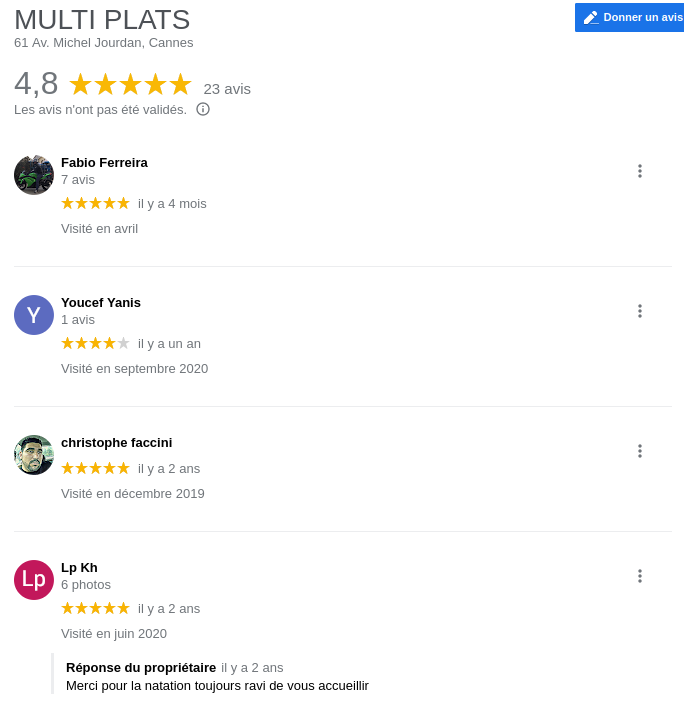 MULTI PLATS
Donner un avis
61 Av. Michel Jourdan, Cannes
4,8 23 avis
Les avis n'ont pas été validés.
Fabio Ferreira
7 avis
il y a 4 mois
Visité en avril
Y
Youcef Yanis
1 avis
il y a un an
Visité en septembre 2020
christophe faccini
il y a 2 ans
Visité en décembre 2019
Lp
Lp Kh
6 photos
il y a 2 ans
Visité en juin 2020
Réponse du propriétaire il y a 2 ans
Merci pour la natation toujours ravi de vous accueillir